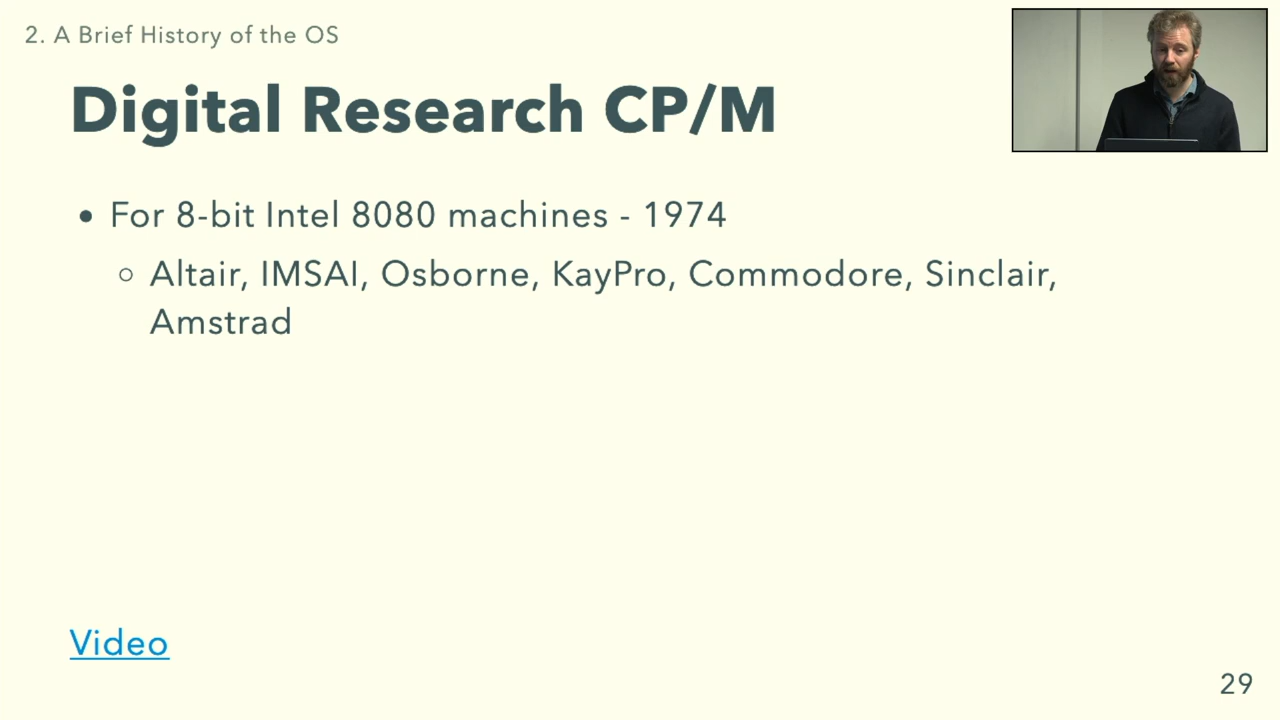 2. A Brief History of the OS
Digital Research CP/M
• For 8-bit Intel 8080 machines - 1974
○ Altair, IMSAI, Osborne, KayPro, Commodore, Sinclair,
Amstrad
Video
29